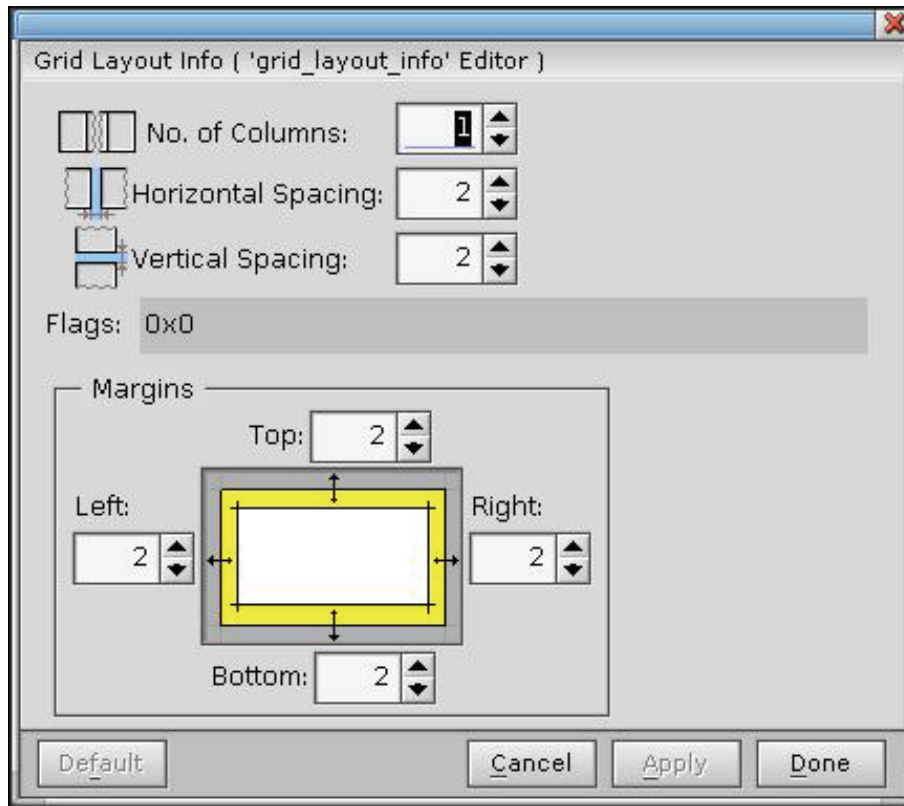 Grid Layout Info ( 'grid_layout_info' Editor )
No. of Columns: 1
Horizontal Spacing: 2
Vertical Spacing: 2
Flags: 0x0
Margins
Top: 2
Left:
Right:
2
2
Bottom: 2
Default
Cancel
Apply
Done